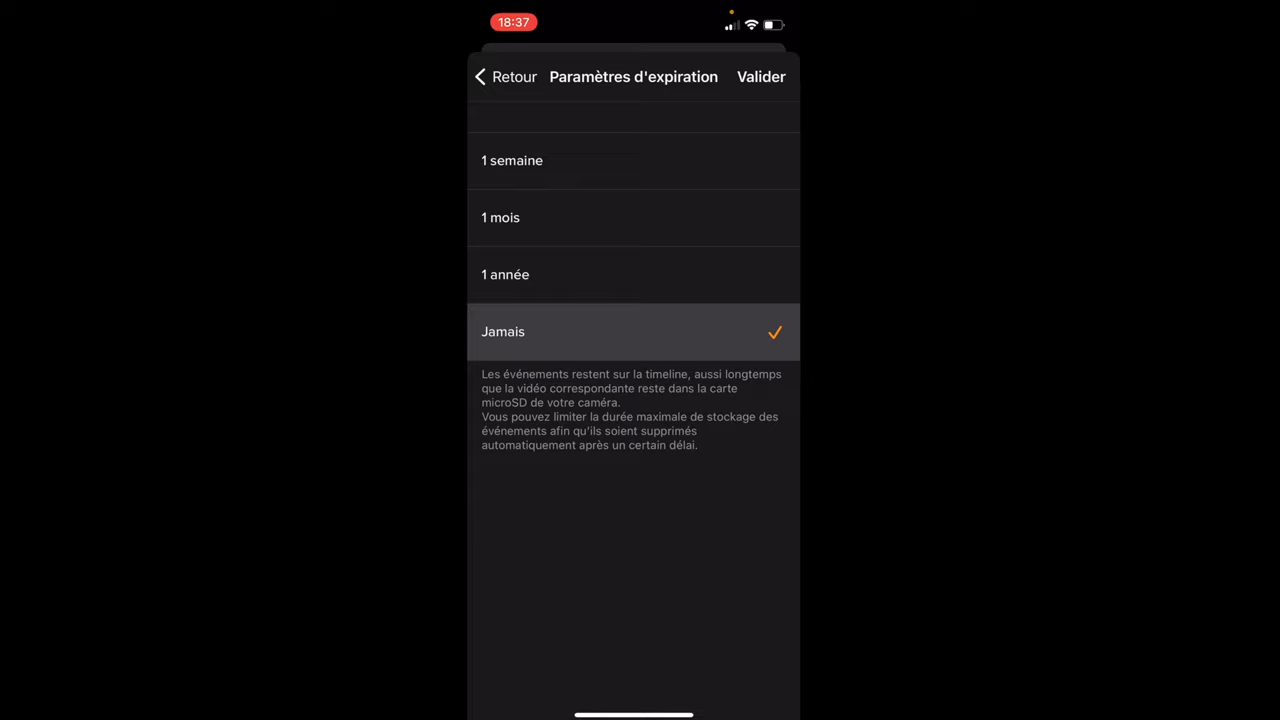 18:37
Retour Paramètres d'expiration Valider
1 semaine
1 mois
1 année
Jamais
Les événements restent sur la timeline, aussi longtemps
que la vidéo correspondante reste dans la carte
microSD de votre caméra.
Vous pouvez limiter la durée maximale de stockage des
événements afin qu'ils soient supprimés
automatiquement après un certain délai.